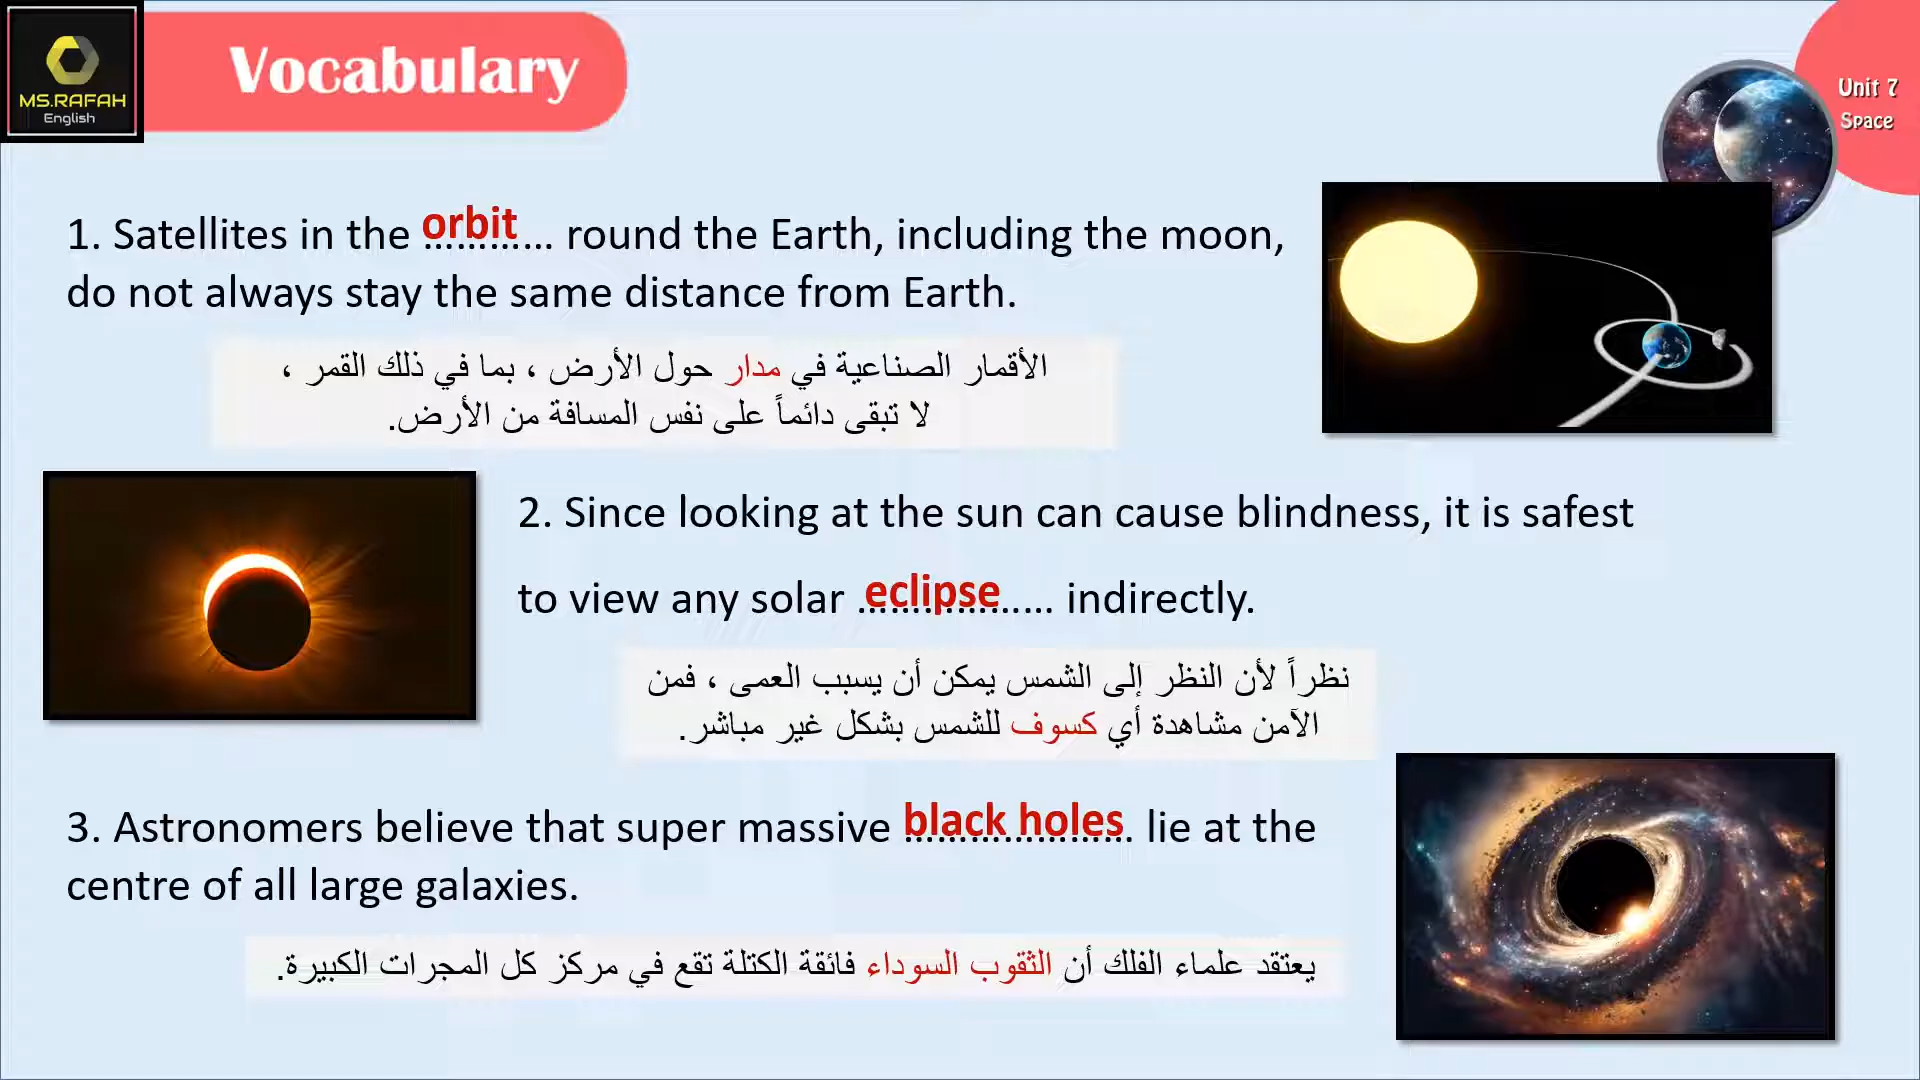 MS.RAFAH
English
Vocabulary
Unit 7
Space
1. Satellites in the orbit ............ round the Earth, including the moon,
do not always stay the same distance from Earth.
الأقمار الصناعية في مدار حول الأرض ، بما في ذلك القمر ،
لا تبقى دائماً على نفس المسافة من الأرض.
2. Since looking at the sun can cause blindness, it is safest
to view any solar eclipse .................. indirectly.
نظراً لأن النظر إلى الشمس يمكن أن يسبب العمى ، فمن
الآمن مشاهدة أي كسوف للشمس بشكل غير مباشر.
3. Astronomers believe that super massive black holes ..................... lie at the
centre of all large galaxies.
يعتقد علماء الفلك أن الثقوب السوداء فائقة الكتلة تقع في مركز كل المجرات الكبيرة.